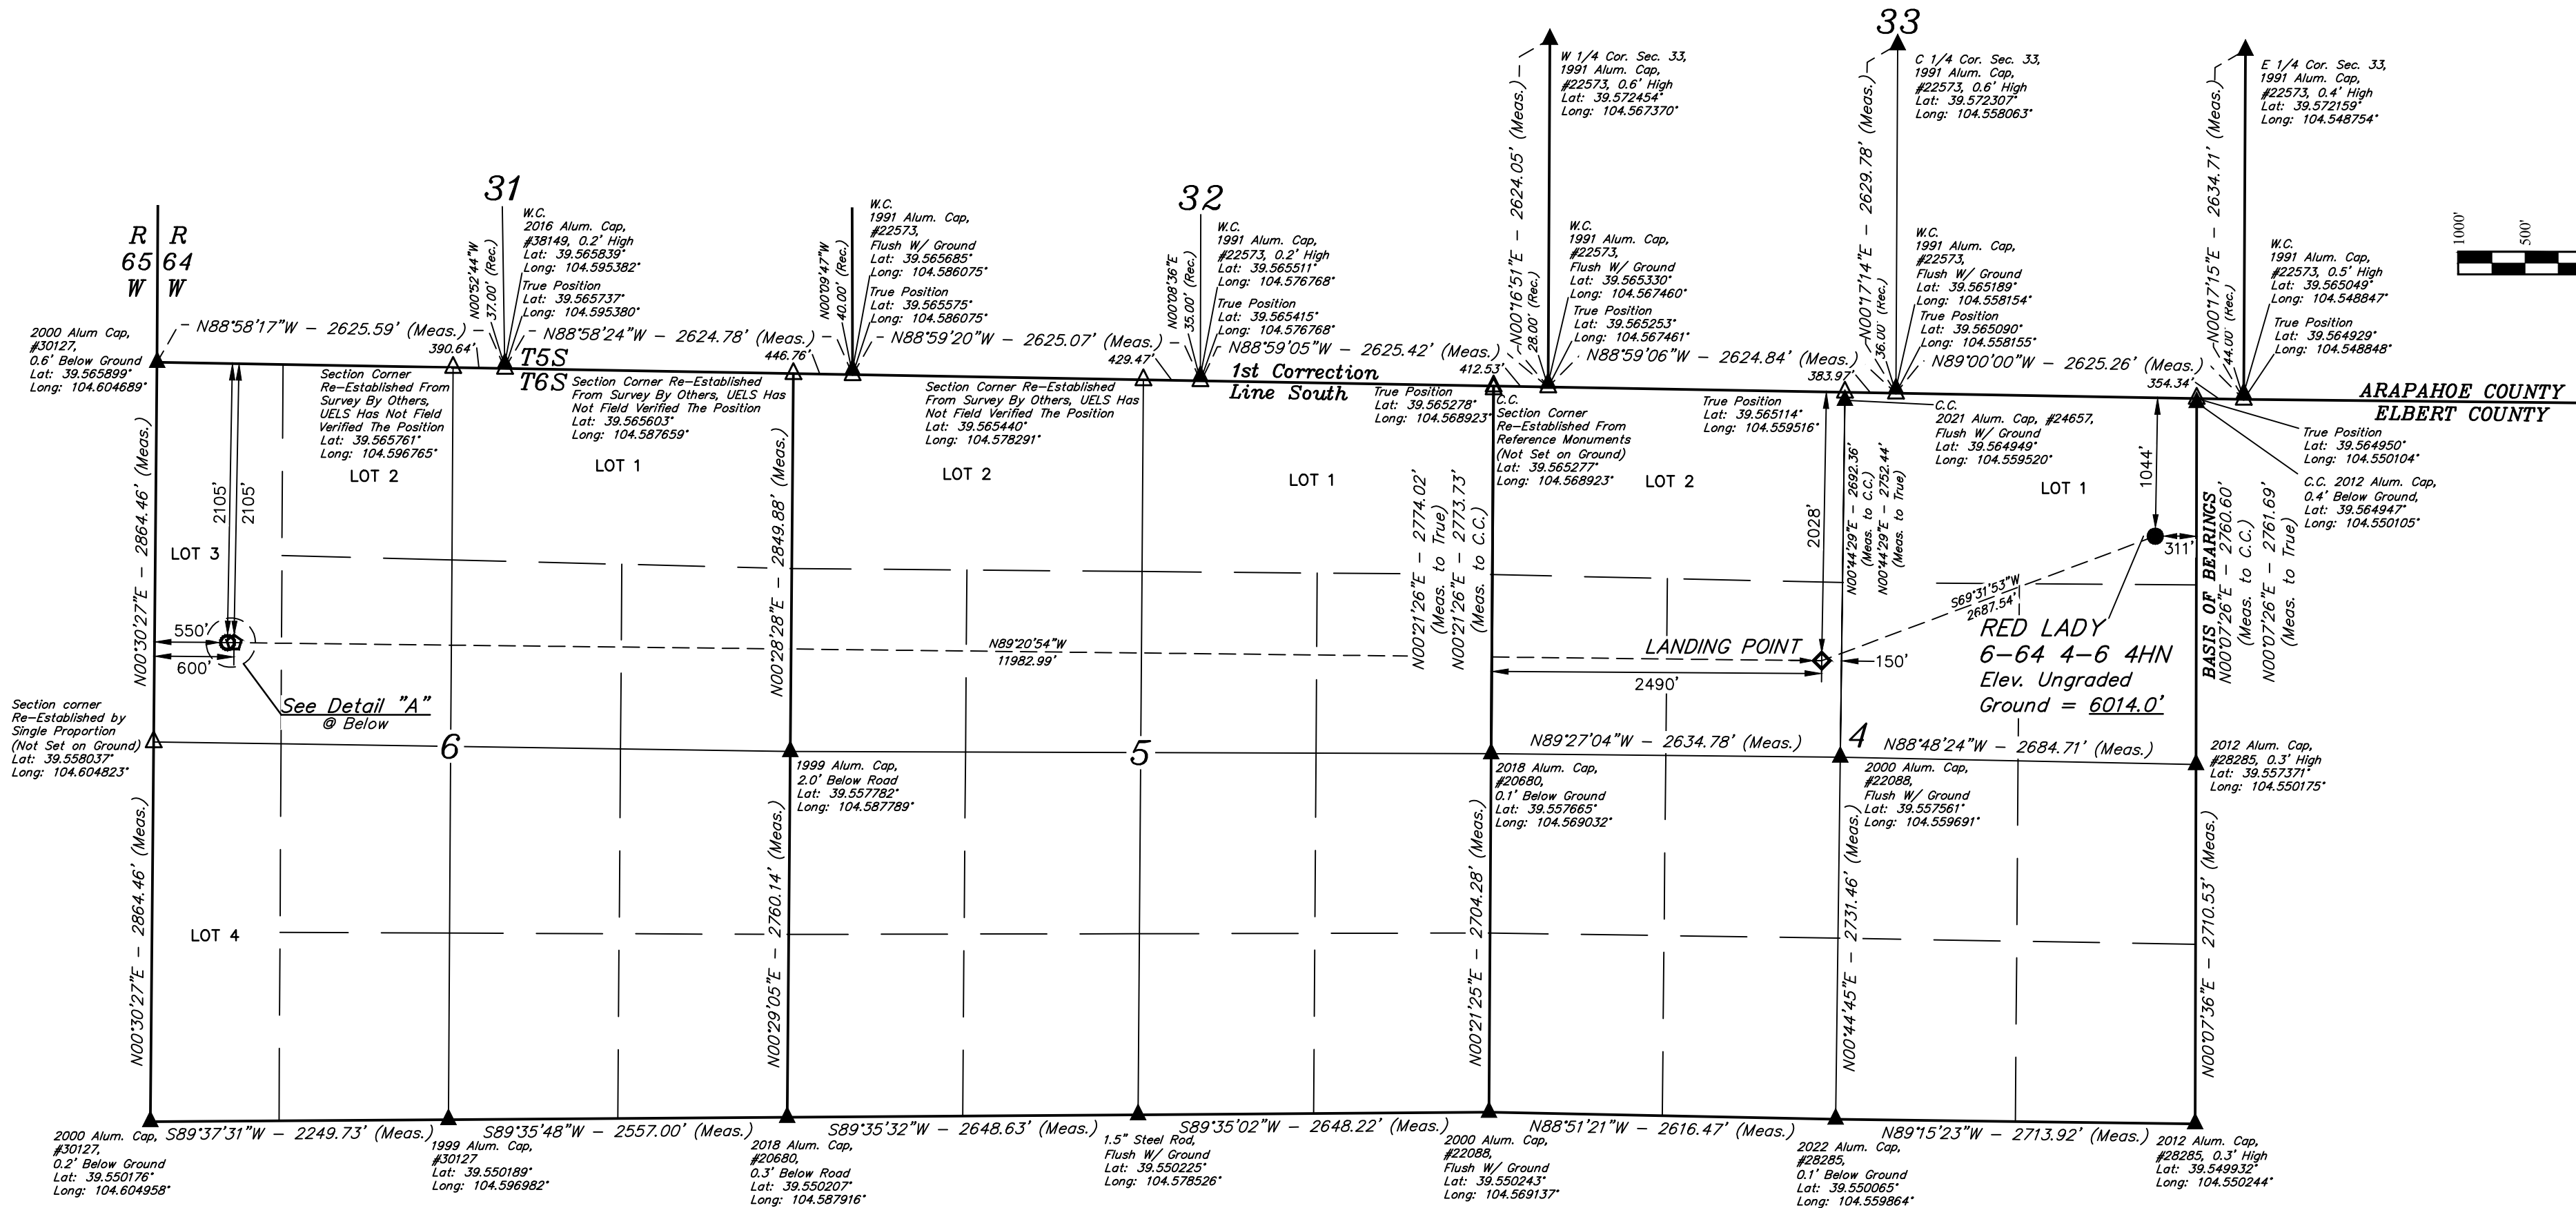 33
W 1/4 Cor. Sec. 33,
1991 Alum. Cap,
#22573, 0.6' High
Lat: 39.572454°
Long: 104.567370°
C 1/4 Cor. Sec. 33,
1991 Alum. Cap,
#22573, 0.6' High
Lat: 39.572307°
Long: 104.558063°
E 1/4 Cor. Sec. 33,
1991 Alum. Cap,
#22573, 0.4' High
Lat: 39.572159°
Long: 104.548754°
N00°16'51"E - 2624.05' (Meas.)
28.00' (Rec.)
N00°17'14"E - 2629.78' (Meas.)
36.00' (Rec.)
N00°17'15"E - 2634.71' (Meas.)
44.00' (Rec.)
1000'
500'
31
32
R R
65 64
W W
N00°52'44"W
37.00' (Rec.)
W.C.
2016 Alum. Cap,
#38149, 0.2' High
Lat: 39.565839°
Long: 104.595382°
True Position
Lat: 39.565737°
Long: 104.595380°
N00°09'47"W
40.00' (Rec.)
W.C.
1991 Alum. Cap,
#22573,
Flush W/ Ground
Lat: 39.565685°
Long: 104.586075°
True Position
Lat: 39.565575°
Long: 104.586075°
N00°08'36"E
35.00' (Rec.)
W.C.
1991 Alum. Cap,
#22573, 0.2' High
Lat: 39.565511°
Long: 104.576768°
True Position
Lat: 39.565415°
Long: 104.576768°
W.C.
1991 Alum. Cap,
#22573,
Flush W/ Ground
Lat: 39.565330°
Long: 104.567460°
True Position
Lat: 39.565253°
Long: 104.567461°
W.C.
1991 Alum. Cap,
#22573,
Flush W/ Ground
Lat: 39.565189°
Long: 104.558154°
True Position
Lat: 39.565090°
Long: 104.558155°
W.C.
1991 Alum. Cap,
#22573, 0.5' High
Lat: 39.565049°
Long: 104.548847°
True Position
Lat: 39.564929°
Long: 104.548848°
2000 Alum Cap,
#30127,
0.6' Below Ground
Lat: 39.565899°
Long: 104.604689°
N88°58'17"W - 2625.59' (Meas.)
390.64'
N88°58'24"W - 2624.78' (Meas.)
446.76'
N88°59'20"W - 2625.07' (Meas.)
429.47'
N88°59'05"W - 2625.42' (Meas.)
412.53'
N88°59'06"W - 2624.84' (Meas.)
383.97'
N89°00'00"W - 2625.26' (Meas.)
354.34'
T5S
T6S
1st Correction
Line South
ARAPAHOE COUNTY
ELBERT COUNTY
Section Corner
Re-Established From
Survey By Others,
UELS Has Not Field
Verified The Position
Lat: 39.565761°
Long: 104.596765°
Section Corner Re-Established
From Survey By Others, UELS Has
Not Field Verified The Position
Lat: 39.565603°
Long: 104.587659°
Section Corner Re-Established
From Survey By Others, UELS Has
Not Field Verified The Position
Lat: 39.565440°
Long: 104.578291°
True Position
Lat: 39.565278°
Long: 104.568923°
C.C.
Section Corner
Re-Established From
Reference Monuments
(Not Set on Ground)
Lat: 39.565277°
Long: 104.568923°
True Position
Lat: 39.565114°
Long: 104.559516°
C.C.
2021 Alum. Cap, #24657,
Flush W/ Ground
Lat: 39.564949°
Long: 104.559520°
True Position
Lat: 39.564950°
Long: 104.550104°
C.C. 2012 Alum. Cap,
0.4' Below Ground,
Lat: 39.564947°
Long: 104.550105°
LOT 2
LOT 1
LOT 2
LOT 1
LOT 2
LOT 1
LOT 3
N00°30'27"E - 2864.46' (Meas.)
2105'
2105'
N00°28'28"E - 2849.88' (Meas.)
N00°21'26"E - 2774.02'
(Meas. to True)
N00°21'26"E - 2773.73'
(Meas. to C.C.)
2028'
N00°44'29"E - 2692.36'
(Meas. to C.C.)
N00°44'29"E - 2752.44'
(Meas. to True)
1044'
311'
BASIS OF BEARINGS
N00°07'26"E - 2760.60'
(Meas. to C.C.)
N00°07'26"E - 2761.69'
(Meas. to True)
S69°31'53"W
2687.54'
550'
600'
N89°20'54"W
11982.99'
LANDING POINT
150'
2490'
RED LADY
6-64 4-6 4HN
Elev. Ungraded
Ground = 6014.0'
See Detail "A"
@ Below
Section corner
Re-Established by
Single Proportion
(Not Set on Ground)
Lat: 39.558037°
Long: 104.604823°
6
5
4
N89°27'04"W - 2634.78' (Meas.)
N88°48'24"W - 2684.71' (Meas.)
1999 Alum. Cap,
2.0' Below Road
Lat: 39.557782°
Long: 104.587789°
2018 Alum. Cap,
#20680,
0.1' Below Ground
Lat: 39.557665°
Long: 104.569032°
2000 Alum. Cap,
#22088,
Flush W/ Ground
Lat: 39.557561°
Long: 104.559691°
2012 Alum. Cap,
#28285, 0.3' High
Lat: 39.557371°
Long: 104.550175°
LOT 4
N00°30'27"E - 2864.46' (Meas.)
N00°29'05"E - 2760.14' (Meas.)
N00°21'25"E - 2704.28' (Meas.)
N00°44'45"E - 2731.46' (Meas.)
N00°07'36"E - 2710.53' (Meas.)
S89°37'31"W - 2249.73' (Meas.)
S89°35'48"W - 2557.00' (Meas.)
S89°35'32"W - 2648.63' (Meas.)
S89°35'02"W - 2648.22' (Meas.)
N88°51'21"W - 2616.47' (Meas.)
N89°15'23"W - 2713.92' (Meas.)
2000 Alum. Cap,
#30127,
0.2' Below Ground
Lat: 39.550176°
Long: 104.604958°
1999 Alum. Cap,
#30127
Lat: 39.550189°
Long: 104.596982°
2018 Alum. Cap,
#20680,
0.3' Below Road
Lat: 39.550207°
Long: 104.587916°
1.5" Steel Rod,
Flush W/ Ground
Lat: 39.550225°
Long: 104.578526°
2000 Alum. Cap,
#22088,
Flush W/ Ground
Lat: 39.550243°
Long: 104.569137°
2022 Alum. Cap,
#28285,
0.1' Below Ground
Lat: 39.550065°
Long: 104.559864°
2012 Alum. Cap,
#28285, 0.3' High
Lat: 39.549932°
Long: 104.550244°